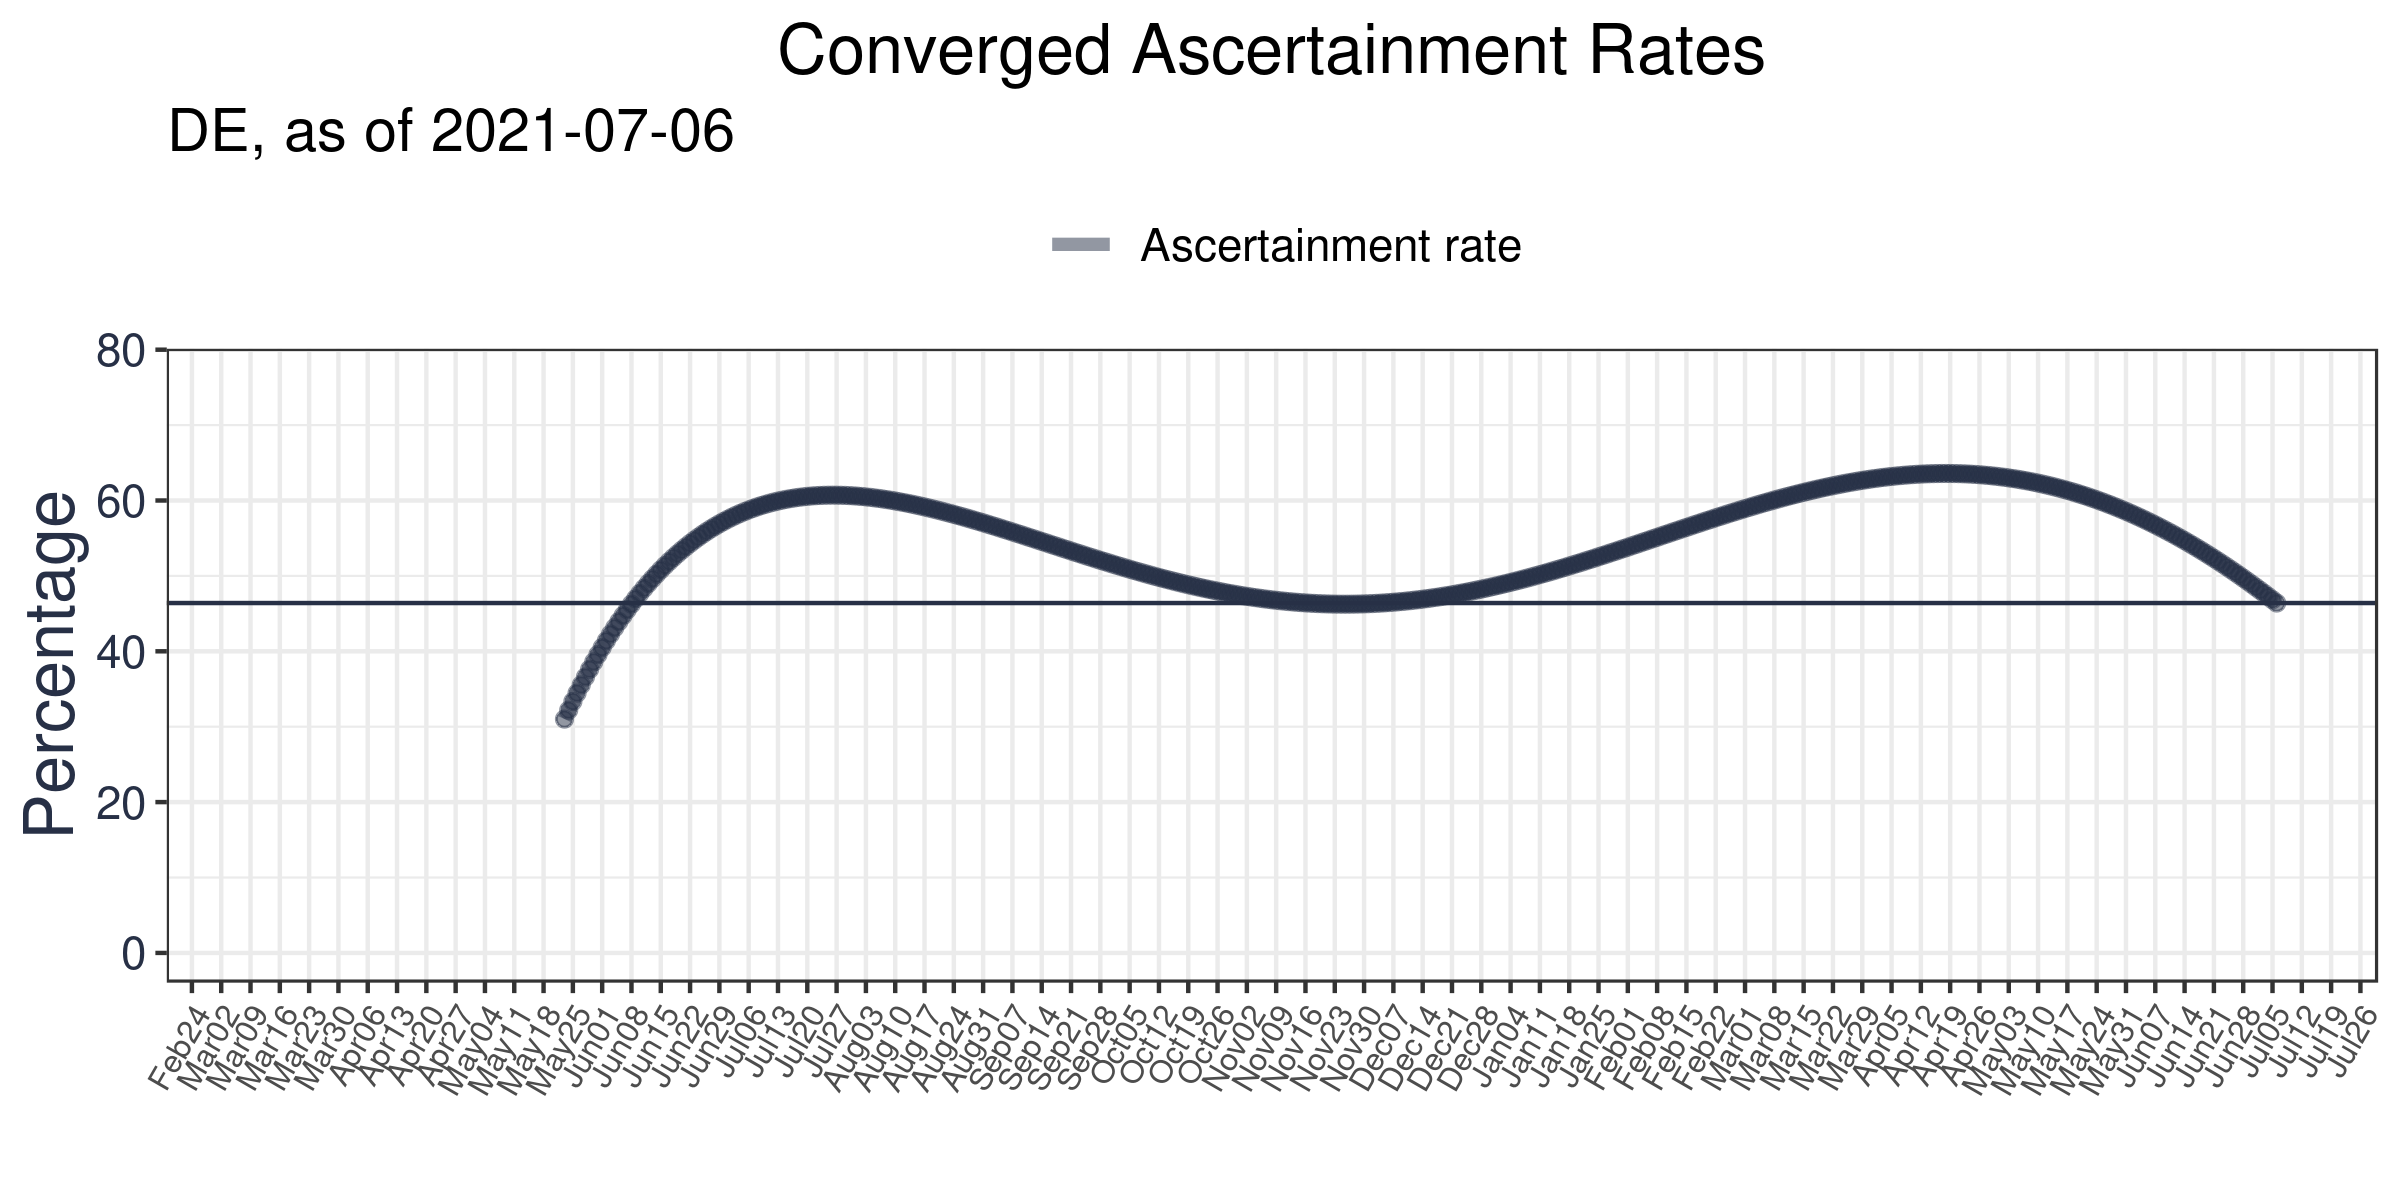 Converged Ascertainment Rates
DE, as of 2021-07-06
Ascertainment rate
Percentage
80
60
40
20
0
Feb24
Mar02
Mar09
Mar16
Mar23
Mar30
Apr06
Apr13
Apr20
Apr27
May04
May11
May18
May25
Jun01
Jun08
Jun15
Jun22
Jun29
Jul06
Jul13
Jul20
Jul27
Aug03
Aug10
Aug17
Aug24
Aug31
Sep07
Sep14
Sep21
Sep28
Oct05
Oct12
Oct19
Oct26
Nov02
Nov09
Nov16
Nov23
Nov30
Dec07
Dec14
Dec21
Dec28
Jan04
Jan11
Jan18
Jan25
Feb01
Feb08
Feb15
Feb22
Mar01
Mar08
Mar15
Mar22
Mar29
Apr05
Apr12
Apr19
Apr26
May03
May10
May17
May24
May31
Jun07
Jun14
Jun21
Jun28
Jul05
Jul12
Jul19
Jul26